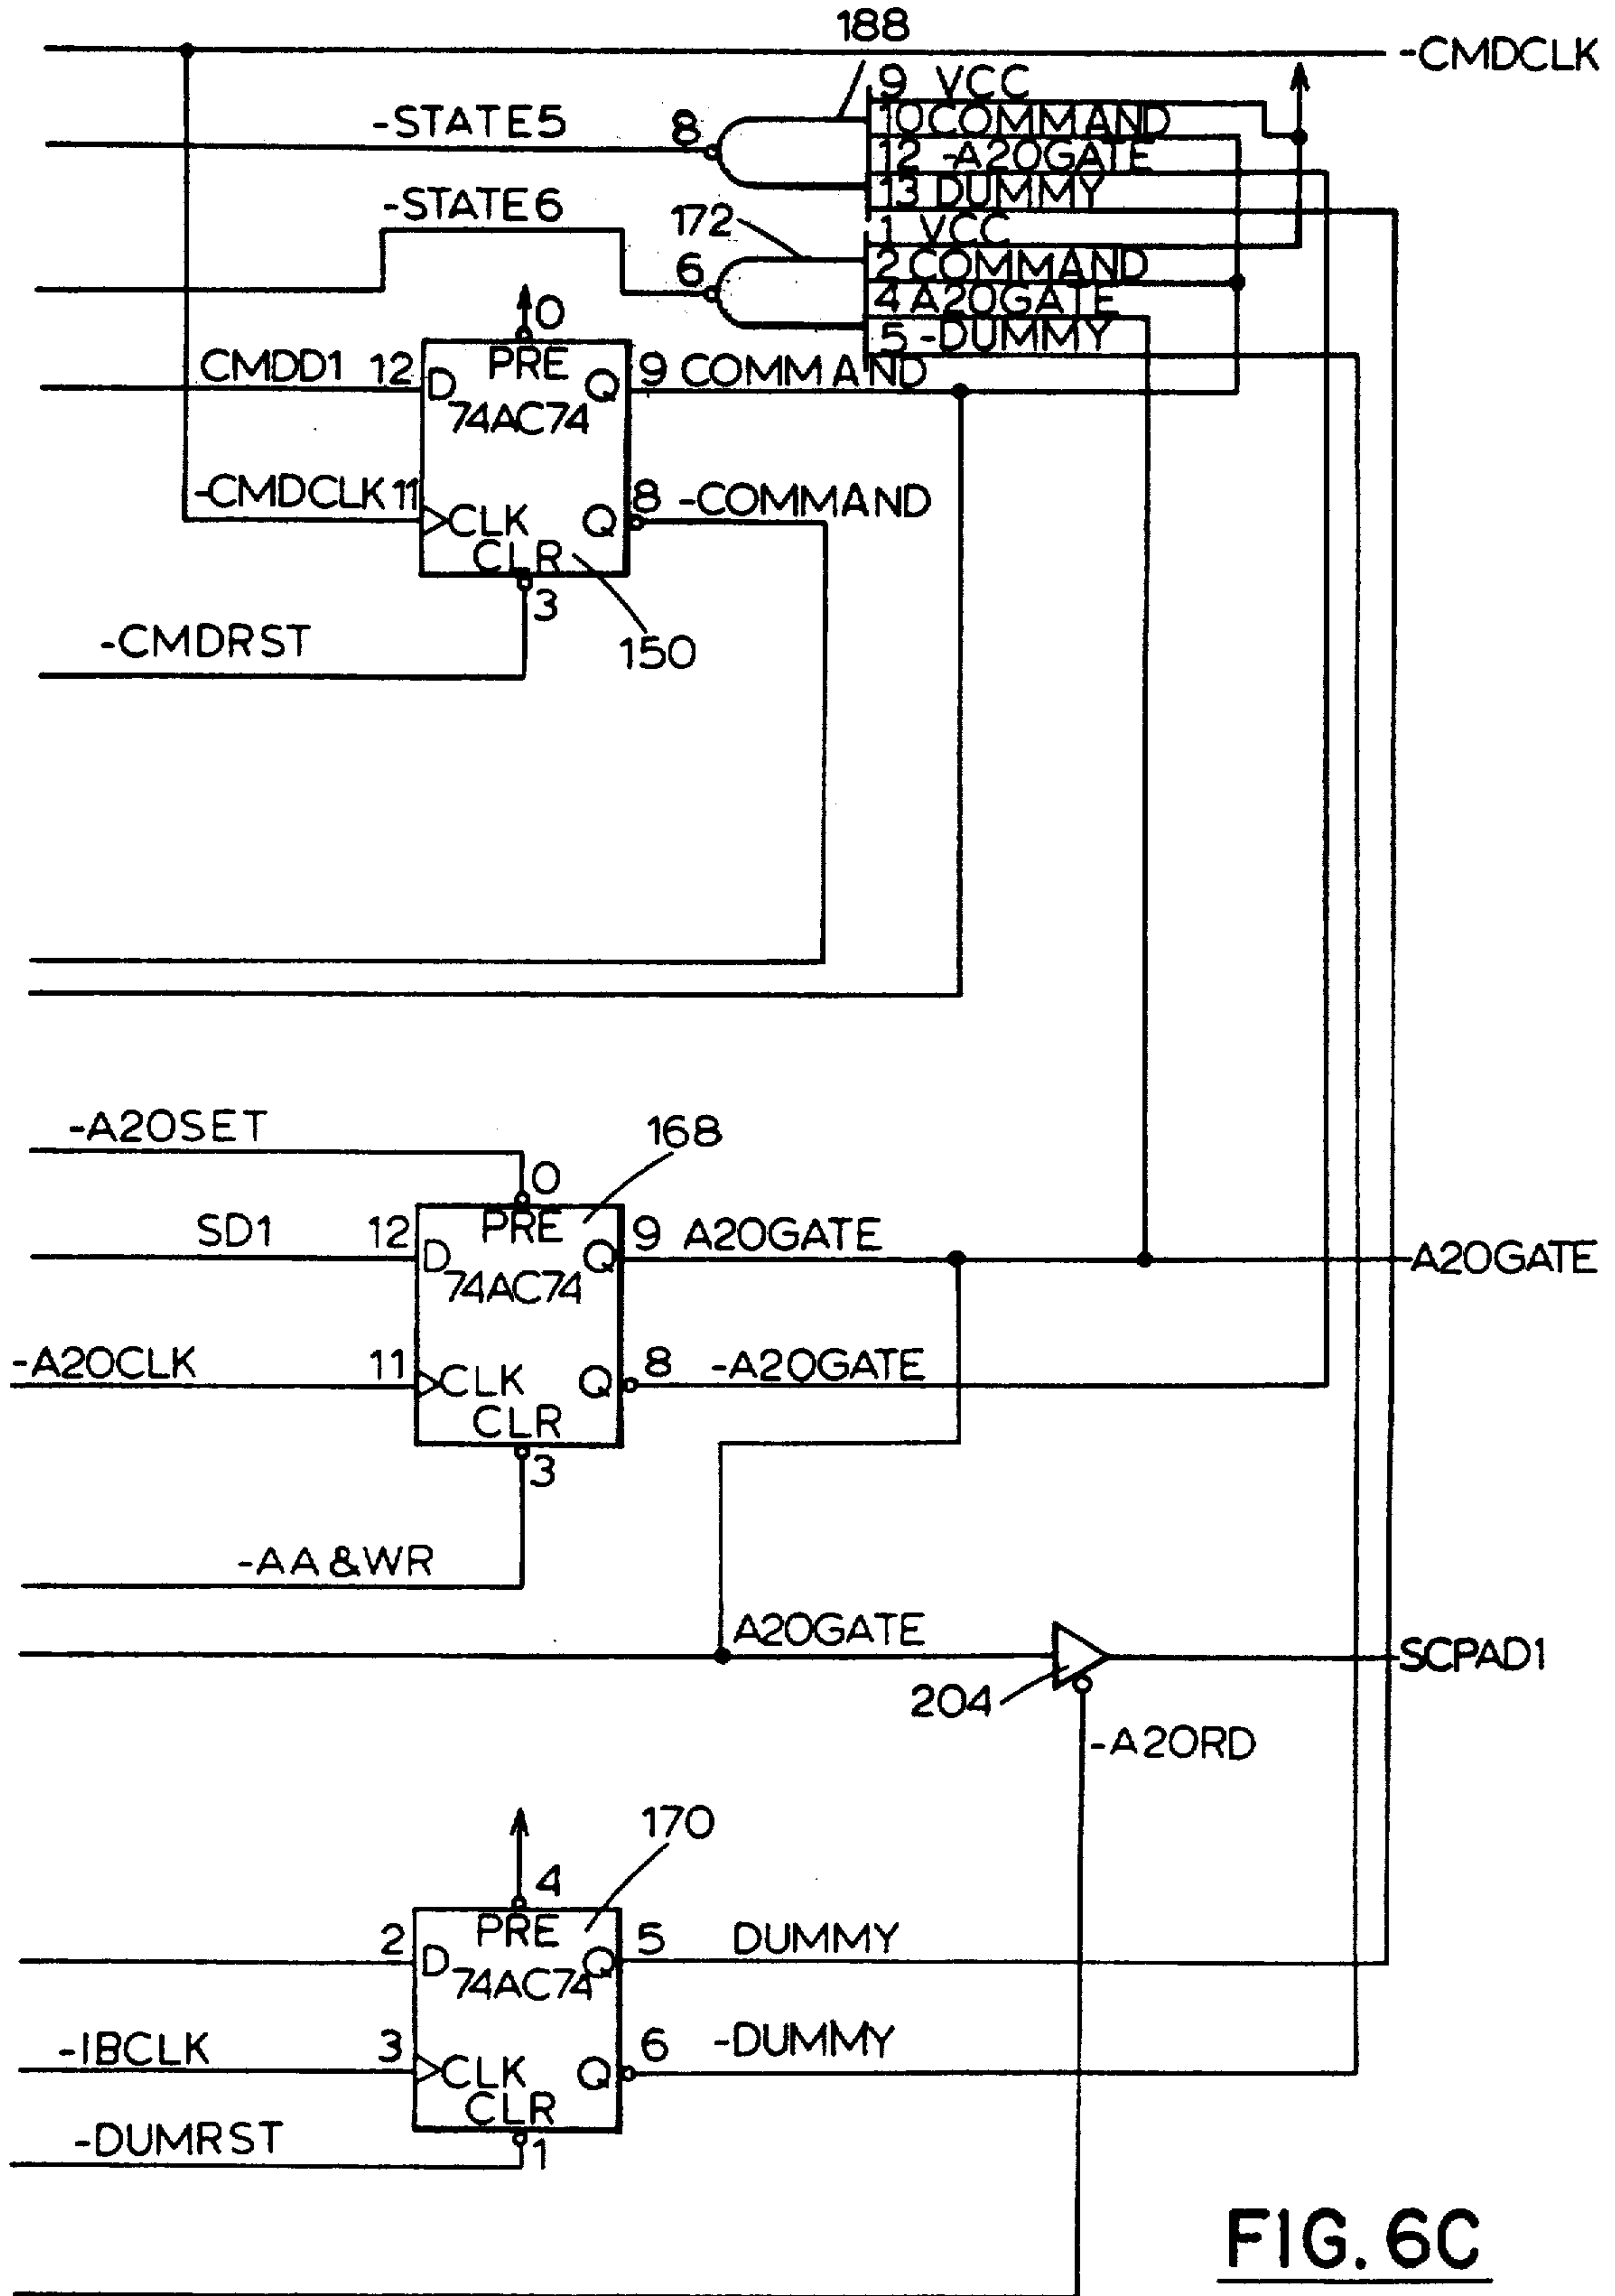 188
-CMDCLK
9 VCC
-STATE5
8
10 COMMAND
12 -A20GATE
13 DUMMY
-STATE6
172
1 VCC
6
2 COMMAND
4 A20GATE
5 -DUMMY
0
CMDD1
12
D
PRE
Q
9 COMMAND
74AC74
-CMDCLK 11
CLK
Q
8 -COMMAND
CLR
3
-CMDRST
150
-A20SET
168
0
SD1
12
D
PRE
Q
9 A20GATE
A20GATE
74AC74
-A20CLK
11
CLK
Q
8 -A20GATE
CLR
3
-AA&WR
A20GATE
SCPAD1
204
-A20RD
170
4
2
D
PRE
Q
5 DUMMY
74AC74
-IBCLK
3
CLK
Q
6 -DUMMY
CLR
-DUMRST
1
FIG. 6C